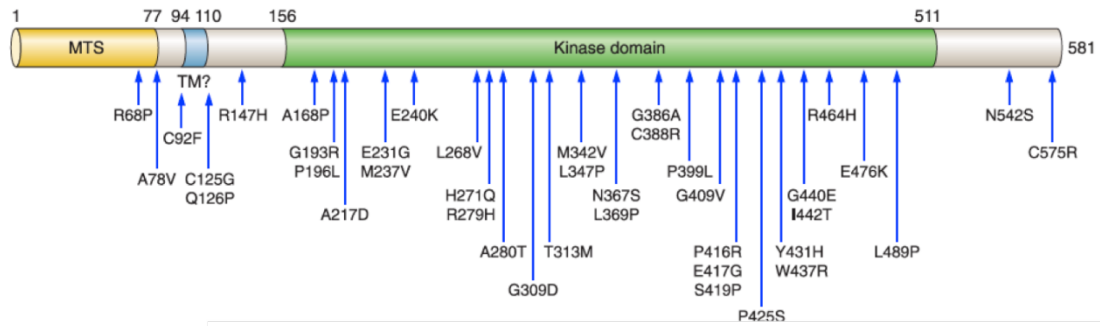 1 77 94 110 156 511
MTS Kinase domain 581
TM?
R68P R147H A168P E240K G386A R464H N542S
C92F C388R
G193R E231G L268V M342V C575R
P196L M237V L347P P399L E476K
A78V C125G H271Q N367S G409V G440E
Q126P R279H L369P I442T
A217D
A280T T313M P416R Y431H L489P
E417G W437R
G309D S419P
P425S